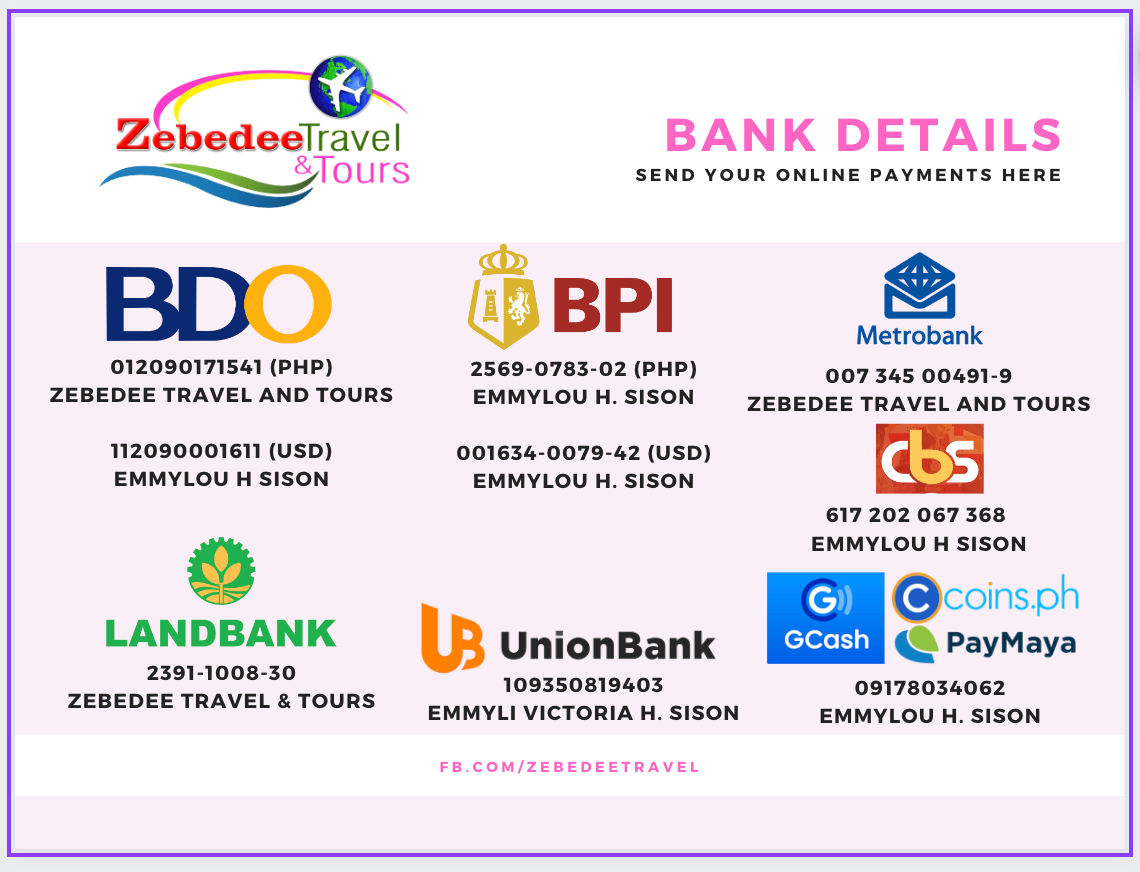 ZebedeeTravel
&Tours
BANK DETAILS
SEND YOUR ONLINE PAYMENTS HERE
BDO
012090171541 (PHP)
ZEBEDEE TRAVEL AND TOURS
112090001611 (USD)
EMMYLOU H SISON
BPI
2569-0783-02 (PHP)
EMMYLOU H. SISON
001634-0079-42 (USD)
EMMYLOU H. SISON
Metrobank
007 345 00491-9
ZEBEDEE TRAVEL AND TOURS
cbs
617 202 067 368
EMMYLOU H SISON
LANDBANK
2391-1008-30
ZEBEDEE TRAVEL & TOURS
UB UnionBank
109350819403
EMMYLI VICTORIA H. SISON
G
GCash
C coins.ph
PayMaya
09178034062
EMMYLOU H. SISON
FB.COM/ZEBEDEETRAVEL